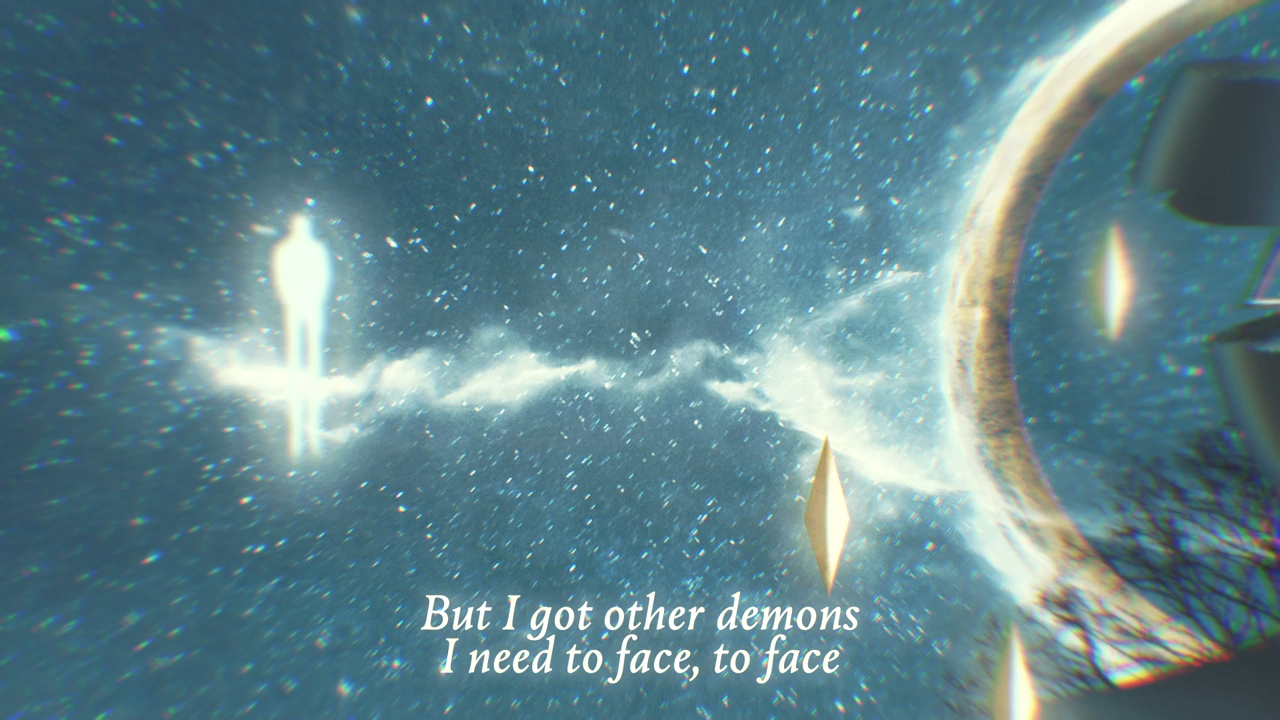 But I got other demons
I need to face, to face